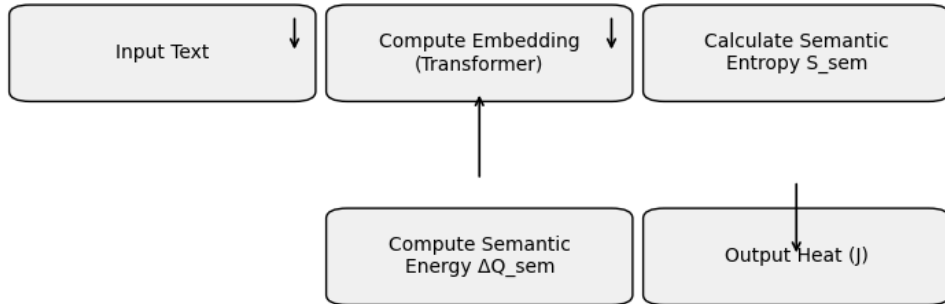 Input Text
Compute Embedding
(Transformer)
Calculate Semantic
Entropy S_sem
Compute Semantic
Energy ΔQ_sem
Output Heat (J)